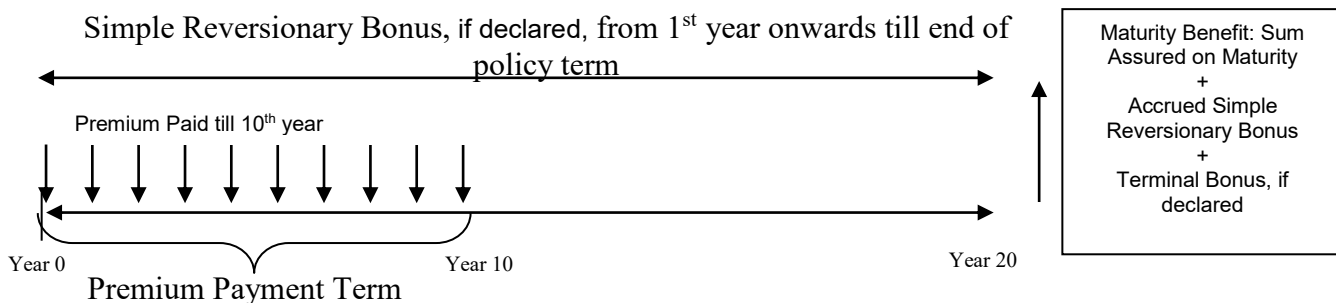 Simple Reversionary Bonus, if declared, from 1st year onwards till end of
policy term
Premium Paid till 10th year
Year 0
Year 10
Year 20
Premium Payment Term
Maturity Benefit: Sum
Assured on Maturity
+
Accrued Simple
Reversionary Bonus
+
Terminal Bonus, if
declared